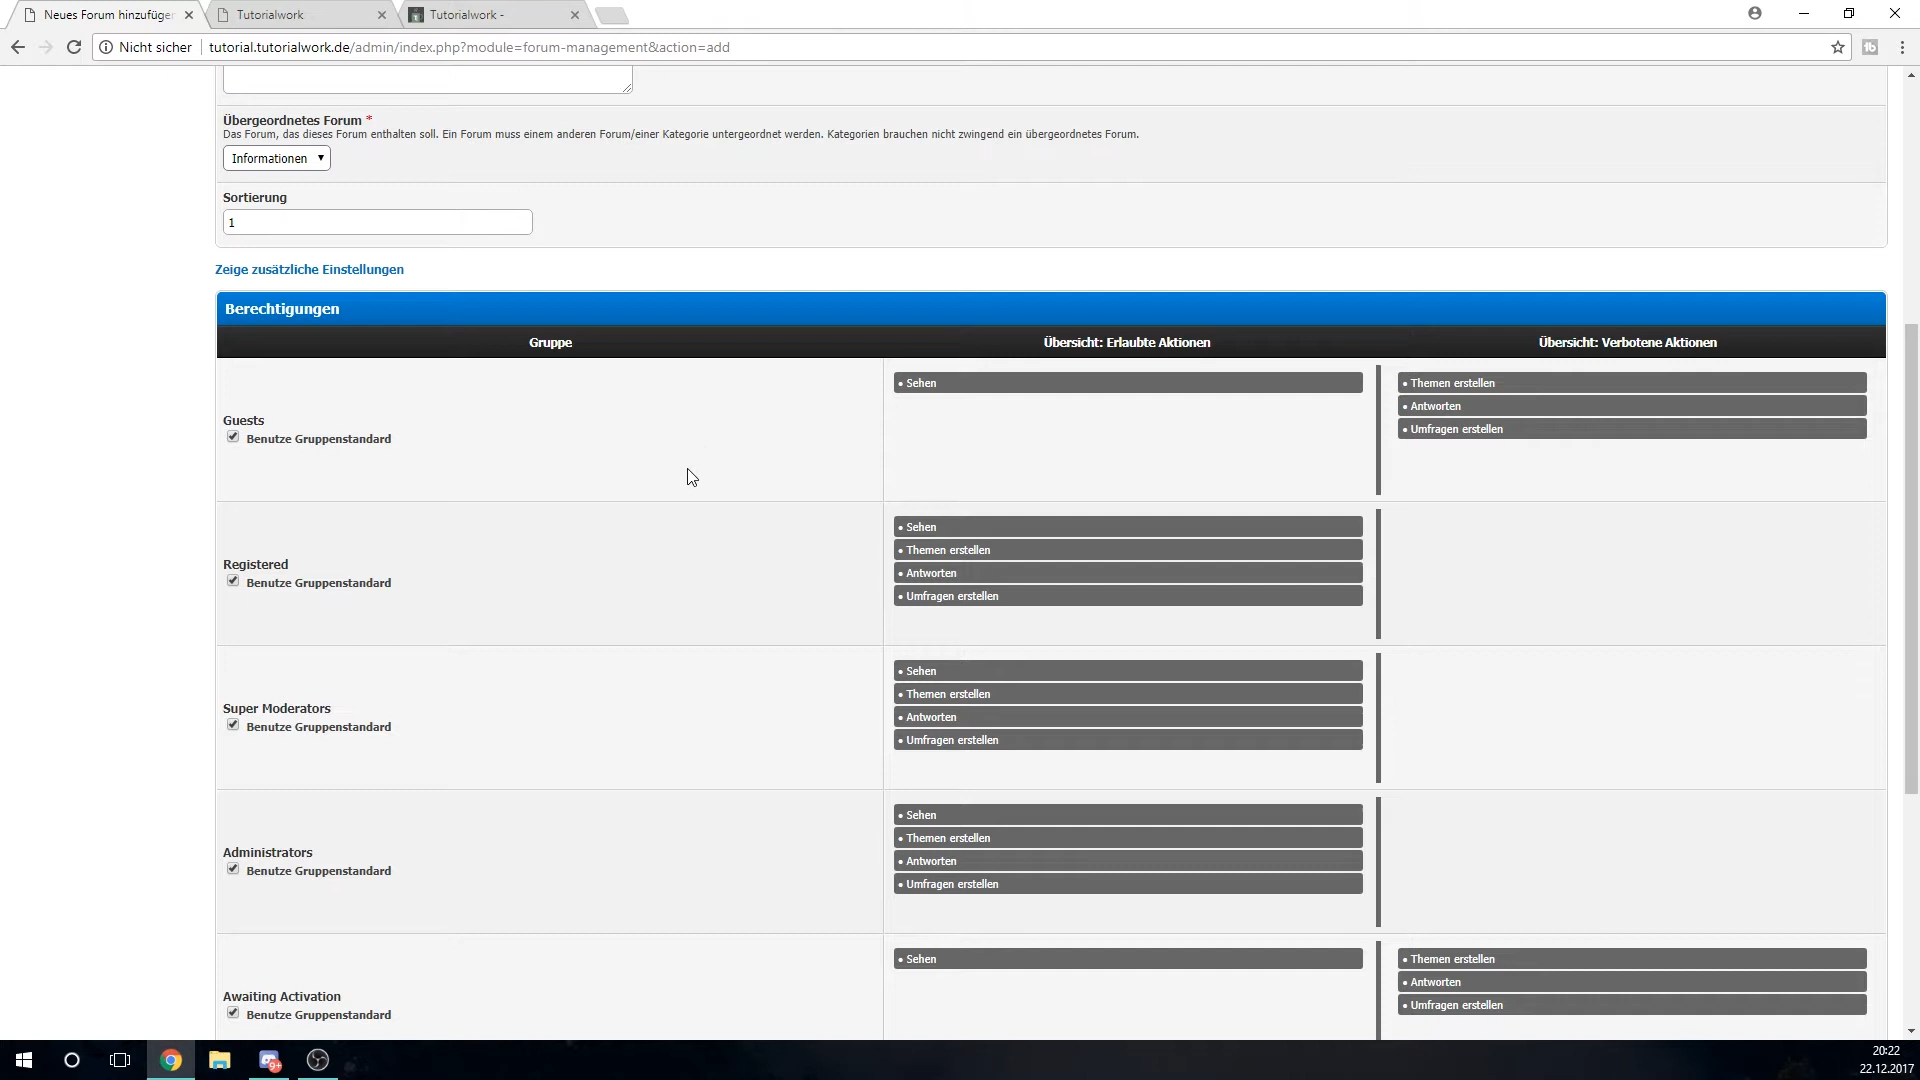 Neues Forum hinzufüger
Tutorialwork
Tutorialwork -
Nicht sicher
tutorial.tutorialwork.de/admin/index.php?module=forum-management&action=add
Übergeordnetes Forum *
Das Forum, das dieses Forum enthalten soll. Ein Forum muss einem anderen Forum/einer Kategorie untergeordnet werden. Kategorien brauchen nicht zwingend ein übergeordnetes Forum.
Informationen
Sortierung
1
Zeige zusätzliche Einstellungen
Berechtigungen
Gruppe
Übersicht: Erlaubte Aktionen
Übersicht: Verbotene Aktionen
Guests
Benutze Gruppenstandard
• Sehen
• Themen erstellen
• Antworten
• Umfragen erstellen
Registered
Benutze Gruppenstandard
• Sehen
• Themen erstellen
• Antworten
• Umfragen erstellen
Super Moderators
Benutze Gruppenstandard
• Sehen
• Themen erstellen
• Antworten
• Umfragen erstellen
Administrators
Benutze Gruppenstandard
• Sehen
• Themen erstellen
• Antworten
• Umfragen erstellen
Awaiting Activation
Benutze Gruppenstandard
• Sehen
• Themen erstellen
• Antworten
• Umfragen erstellen
9+
20:22
22.12.2017